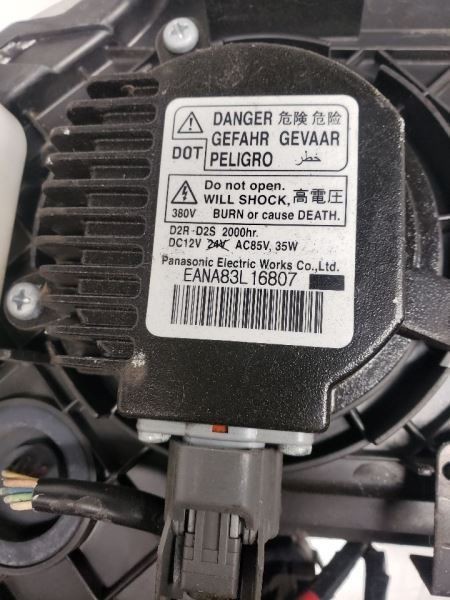 DANGER 危険 危险
GEFAHR GEVAAR
DOT PELIGRO خطر
Do not open.
WILL SHOCK, 高電圧
380V BURN or cause DEATH.
D2R-D2S 2000hr.
DC12V 24V AC85V, 35W
Panasonic Electric Works Co.,Ltd.
EANA83L16807